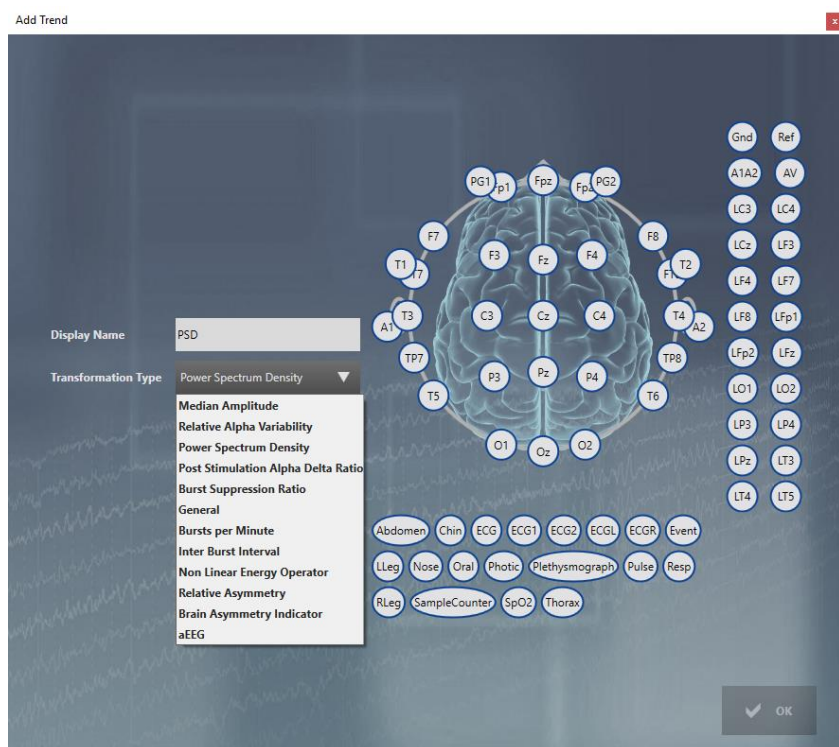 Add Trend
x
Gnd Ref
PG1 Fp1 Fpz PG2
A1A2 AV
LC3 LC4
F7 F8
LCz LF3
F3 Fz F4
T1 T2
T7
LF4 LF7
A1 T3 C3 Cz C4 T4 A2
LF8 LFp1
Display Name PSD
TP7 TP8
LFp2 LFz
Transformation Type Power Spectrum Density
P3 Pz P4
T5 T6
LO1 LO2
Median Amplitude
Relative Alpha Variability
LP3 LP4
Power Spectrum Density
O1 Oz O2
Post Stimulation Alpha Delta Ratio
LPz LT3
Burst Suppression Ratio
LT4 LT5
General
Bursts per Minute
Abdomen Chin ECG ECG1 ECG2 ECGL ECGR Event
Inter Burst Interval
Non Linear Energy Operator
LLeg Nose Oral Photic Plethysmograph Pulse Resp
Relative Asymmetry
RLeg SampleCounter SpO2 Thorax
Brain Asymmetry Indicator
aEEG
OK